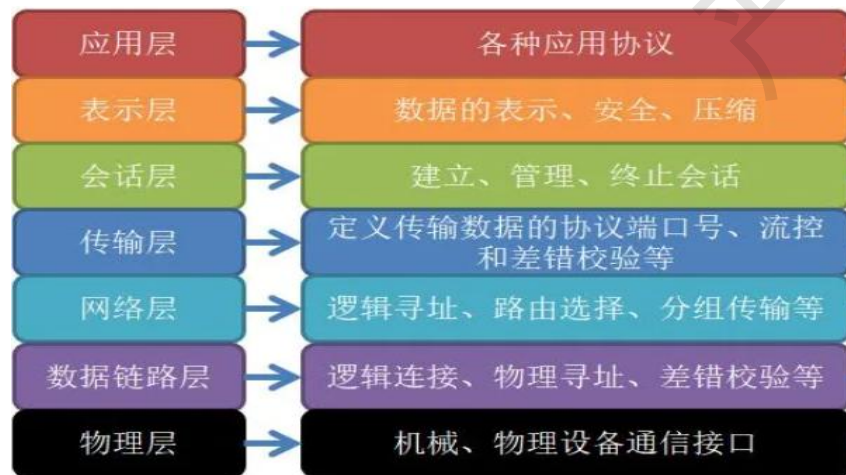 应用层
各种应用协议
表示层
数据的表示、安全、压缩
会话层
建立、管理、终止会话
传输层
定义传输数据的协议端口号、流控
和差错校验等
网络层
逻辑寻址、路由选择、分组传输等
数据链路层
逻辑连接、物理寻址、差错校验等
物理层
机械、物理设备通信接口